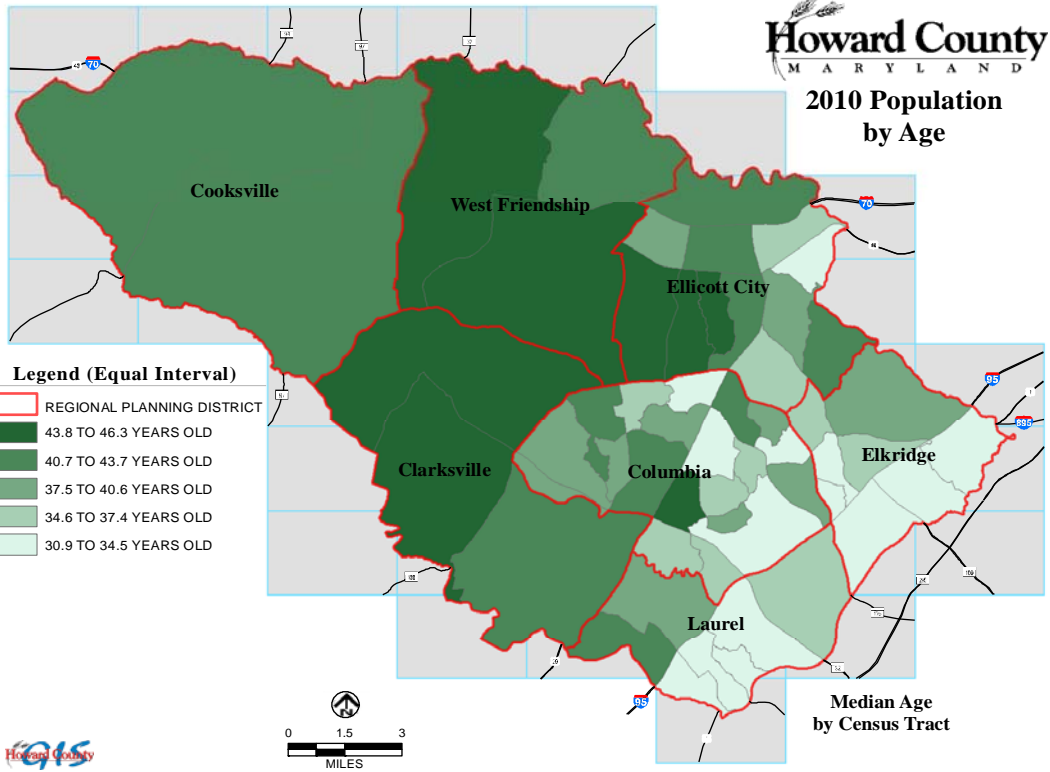 Howard County
MARYLAND
2010 Population
by Age
Cooksville
West Friendship
Ellicott City
Clarksville
Columbia
Elkridge
Laurel
70
70
95
895
95
Legend (Equal Interval)
REGIONAL PLANNING DISTRICT
43.8 TO 46.3 YEARS OLD
40.7 TO 43.7 YEARS OLD
37.5 TO 40.6 YEARS OLD
34.6 TO 37.4 YEARS OLD
30.9 TO 34.5 YEARS OLD
Median Age
by Census Tract
0 1.5 3
MILES
Howard County
GIS